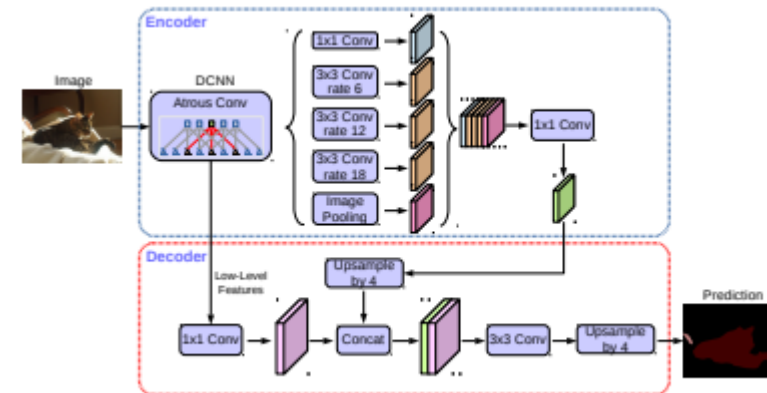 Encoder
Image
DCNN
Atrous Conv
1x1 Conv
3x3 Conv
rate 6
3x3 Conv
rate 12
3x3 Conv
rate 18
Image
Pooling
1x1 Conv
Decoder
Low-Level
Features
Upsample
by 4
1x1 Conv
Concat
3x3 Conv
Upsample
by 4
Prediction